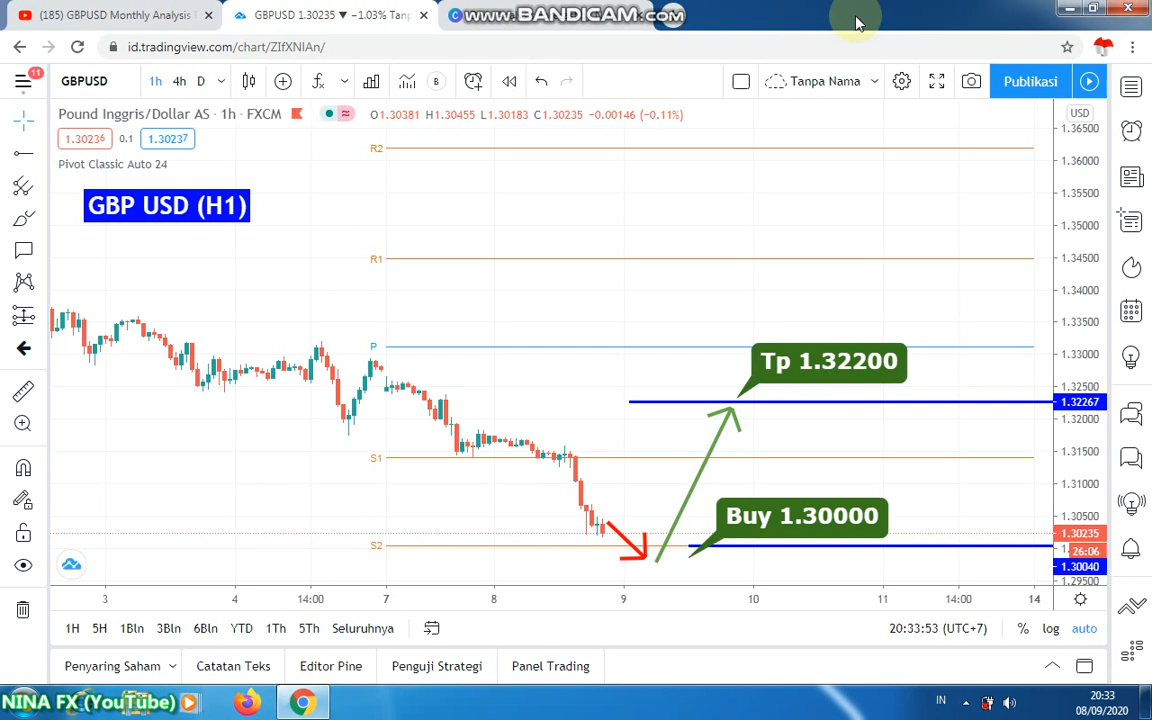 (185) GBPUSD Monthly Analysis
GBPUSD 1.30235 ▼ −1.03% Tanp
www.BANDICAM.com
id.tradingview.com/chart/ZIfXNIAn/
11
GBPUSD
1h
4h
D
B
Tanpa Nama
Publikasi
Pound Inggris/Dollar AS · 1h · FXCM
O1.30381 H1.30455 L1.30183 C1.30235 −0.00146 (−0.11%)
USD
1.30236
0.1
1.30237
Pivot Classic Auto 24
GBP USD (H1)
R2
R1
P
S1
S2
Tp 1.32200
Buy 1.30000
1.36500
1.36000
1.35500
1.35000
1.34500
1.34000
1.33500
1.33000
1.32500
1.32267
1.32000
1.31500
1.31000
1.30500
1.30235
26:06
1.30040
1.29500
3
4
14:00
7
8
9
10
11
14:00
14
1H
5H
1Bln
3Bln
6Bln
YTD
1Th
5Th
Seluruhnya
20:33:53 (UTC+7)
%
log
auto
Penyaring Saham
Catatan Teks
Editor Pine
Penguji Strategi
Panel Trading
NINA FX (YouTube)
IN
20:33
08/09/2020